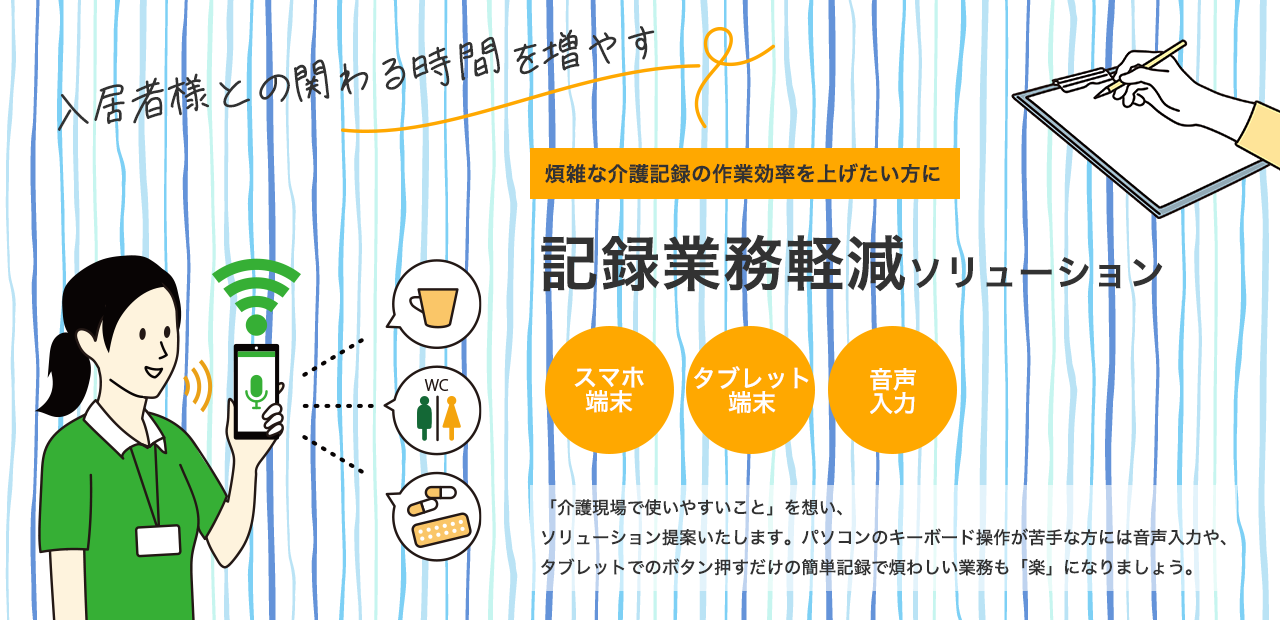 入居者様との関わる時間を増やす
煩雑な介護記録の作業効率を上げたい方に
記録業務軽減ソリューション
スマホ
端末
タブレット
端末
音声
入力
WC
「介護現場で使いやすいこと」を想い、
ソリューション提案いたします。パソコンのキーボード操作が苦手な方には音声入力や、
タブレットでのボタン押すだけの簡単記録で煩わしい業務も「楽」になりましょう。